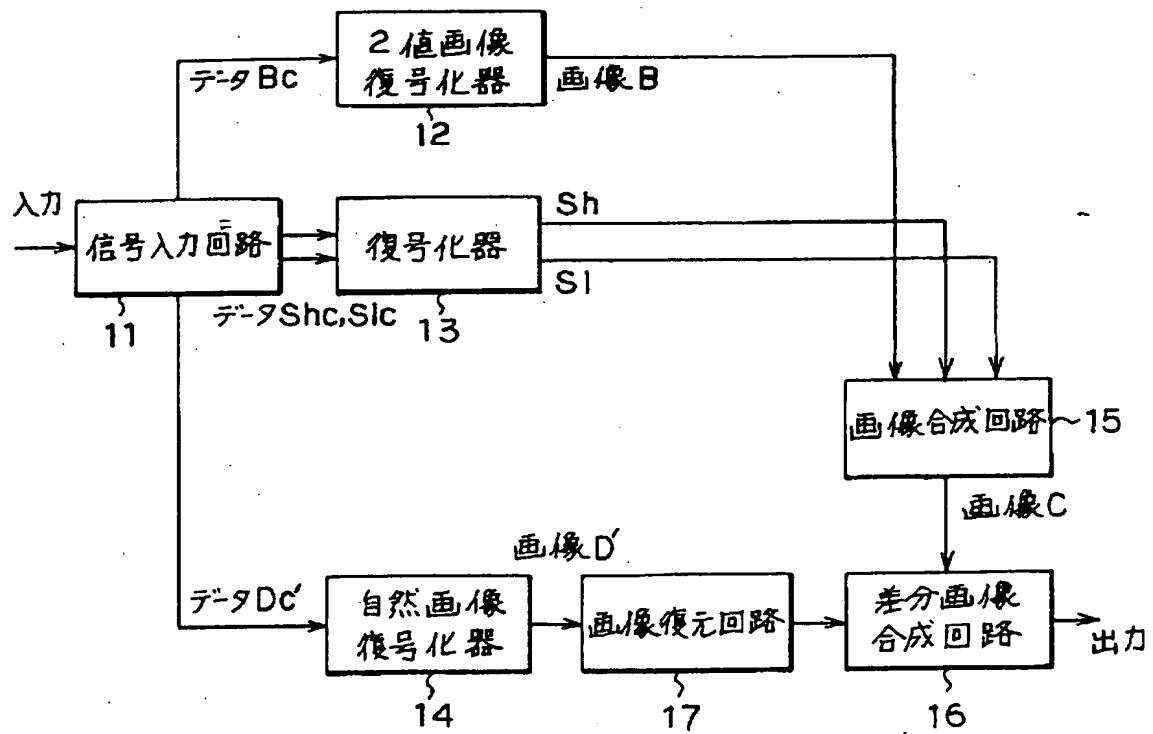 2値画像
復号化器
データBc
画像B
12
入力
信号入力回路
復号化器
Sh
Sl
データShc,Slc
11
13
画像合成回路
15
画像C
画像D'
データDc'
自然画像
復号化器
画像復元回路
差分画像
合成回路
出力
14
17
16